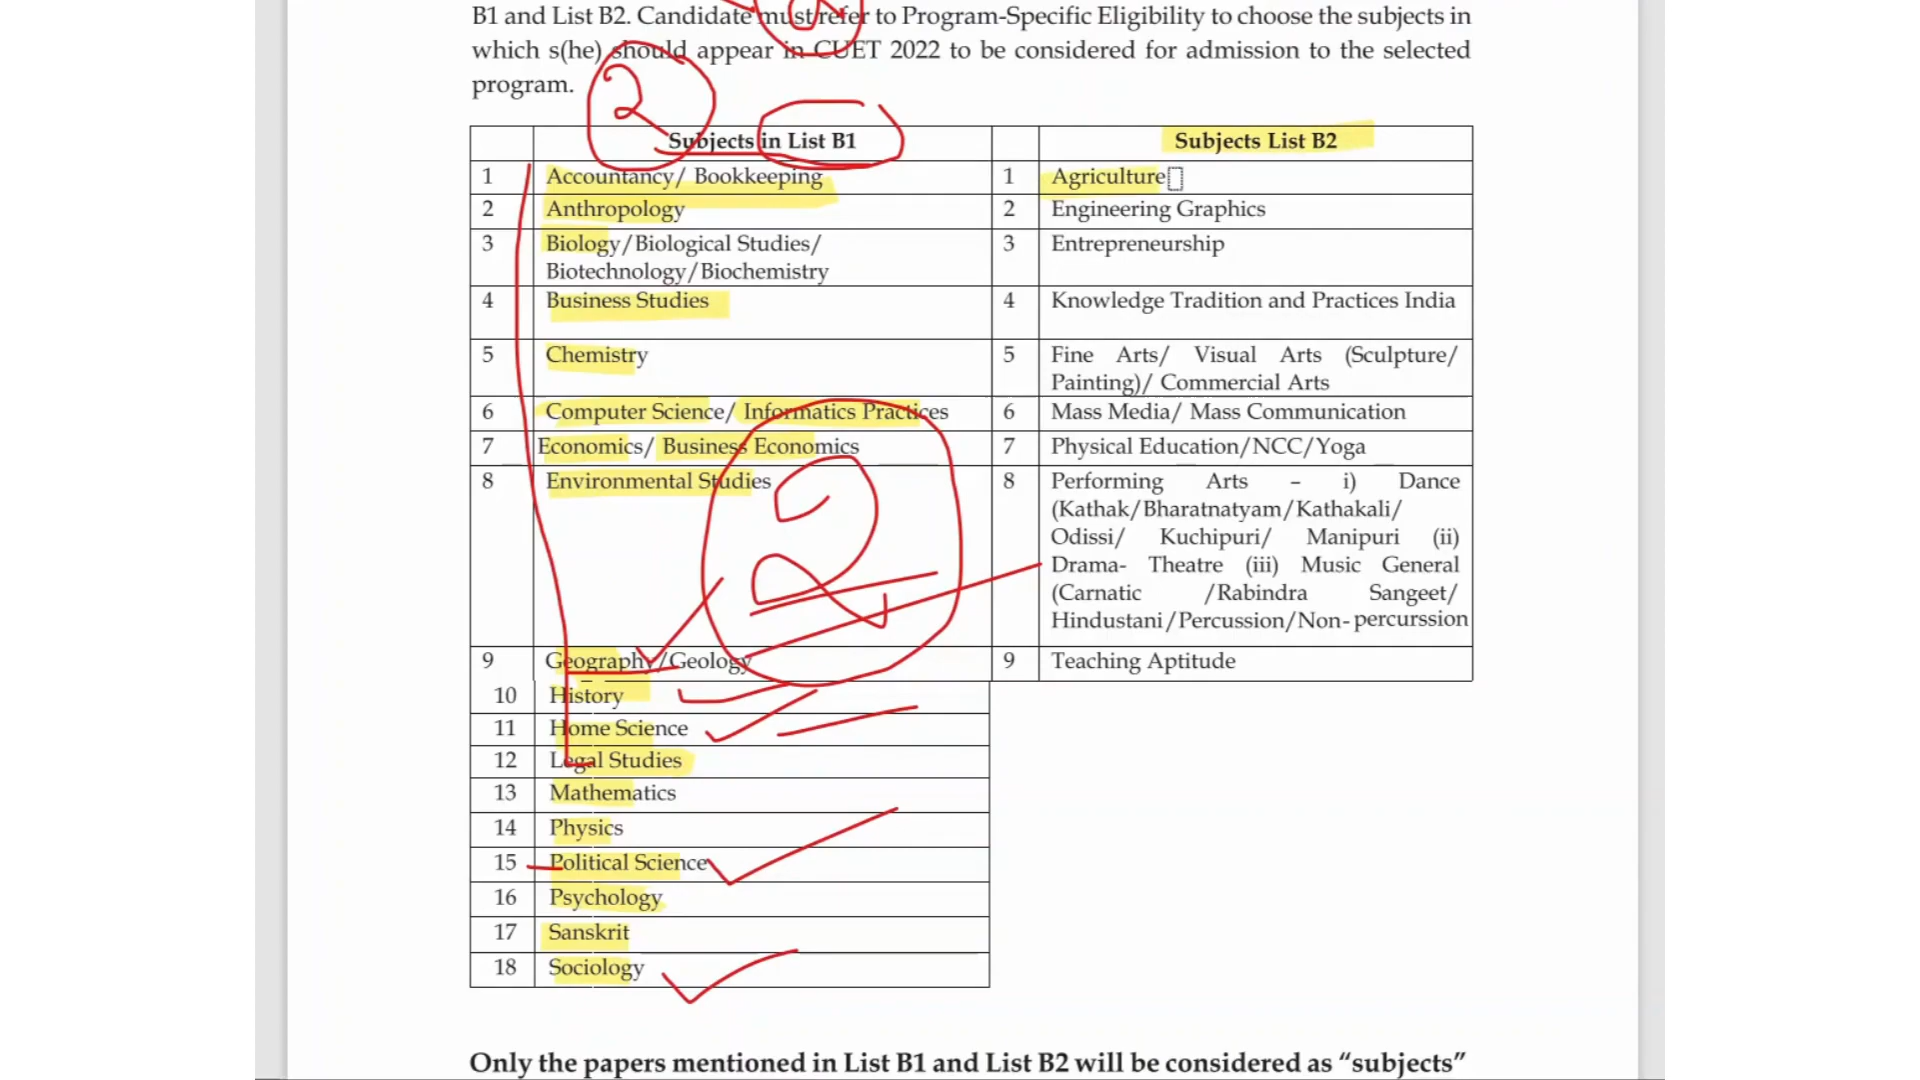 B1 and List B2. Candidate must refer to Program-Specific Eligibility to choose the subjects in
which s(he) should appear in CUET 2022 to be considered for admission to the selected
program.
2
2
Subjects in List B1 Subjects List B2
1 Accountancy/ Bookkeeping 1 Agriculture
2 Anthropology 2 Engineering Graphics
3 Biology/Biological Studies/ 3 Entrepreneurship
Biotechnology/Biochemistry
4 Business Studies 4 Knowledge Tradition and Practices India
5 Chemistry 5 Fine Arts/ Visual Arts (Sculpture/
Painting)/ Commercial Arts
6 Computer Science/ Informatics Practices 6 Mass Media/ Mass Communication
7 Economics/ Business Economics 7 Physical Education/NCC/Yoga
8 Environmental Studies 8 Performing Arts – i) Dance
(Kathak/Bharatnatyam/Kathakali/
Odissi/ Kuchipuri/ Manipuri (ii)
Drama- Theatre (iii) Music General
(Carnatic /Rabindra Sangeet/
Hindustani/Percussion/Non-percurssion
2
9 Geography/Geology 9 Teaching Aptitude
10 History
11 Home Science
12 Legal Studies
13 Mathematics
14 Physics
15 Political Science
16 Psychology
17 Sanskrit
18 Sociology
Only the papers mentioned in List B1 and List B2 will be considered as “subjects”